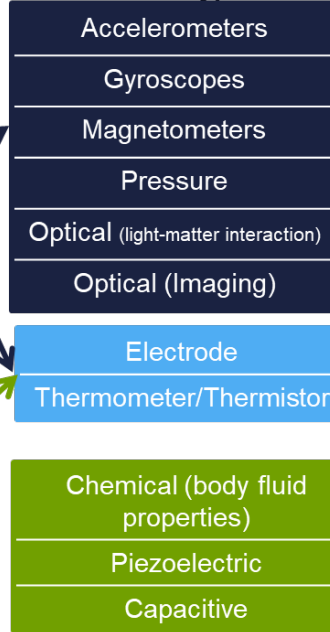 Accelerometers
Gyroscopes
Magnetometers
Pressure
Optical (light-matter interaction)
Optical (Imaging)
Electrode
Thermometer/Thermistor
Chemical (body fluid
properties)
Piezoelectric
Capacitive